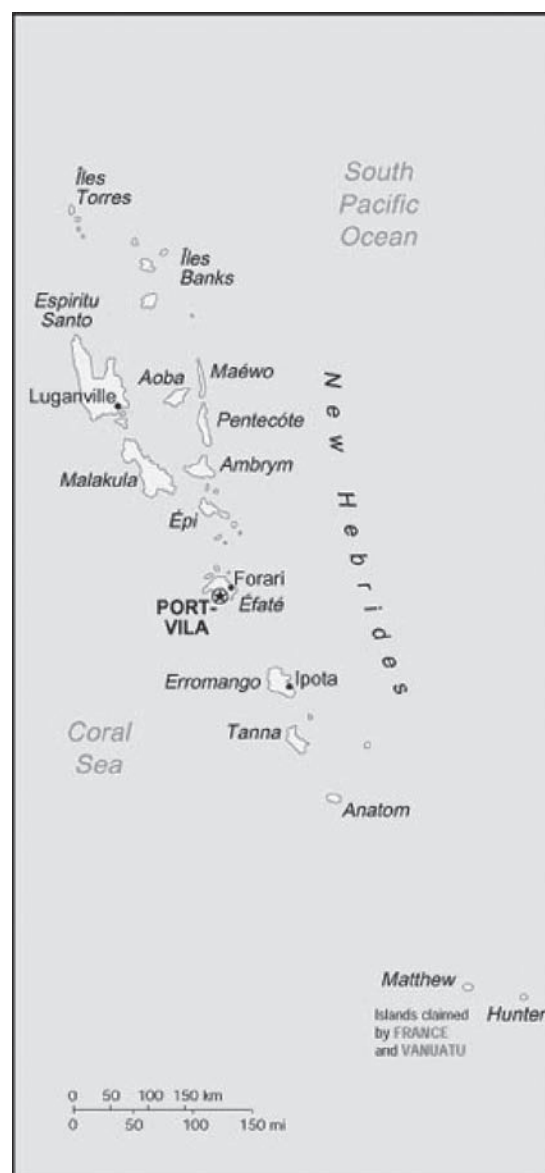 Îles
Torres
South
Pacific
Ocean
Îles
Banks
Espiritu
Santo
Luganville
Aoba
Maéwo
Pentecóte
Malakula
Ambrym
Épi
New Hebrides
Forari
PORT-
VILA
Éfaté
Erromango
Ipota
Coral
Sea
Tanna
Anatom
Matthew
Hunter
Islands claimed
by FRANCE
and VANUATU
0 50 100 150 km
0 50 100 150 mi